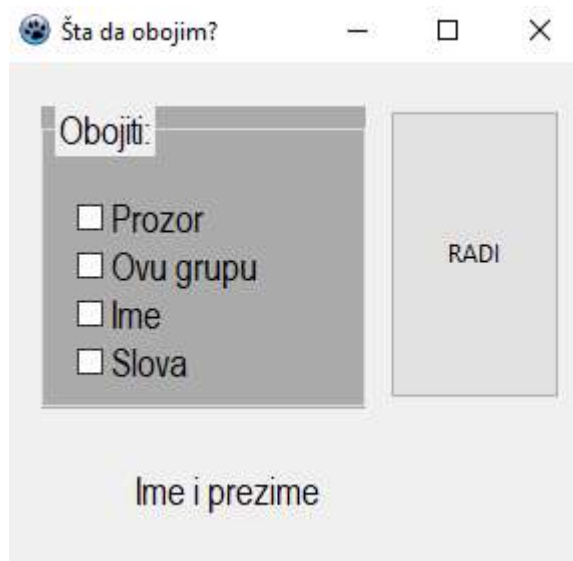 Šta da obojim?
Obojiti:
Prozor
Ovu grupu
Ime
Slova
RADI
Ime i prezime